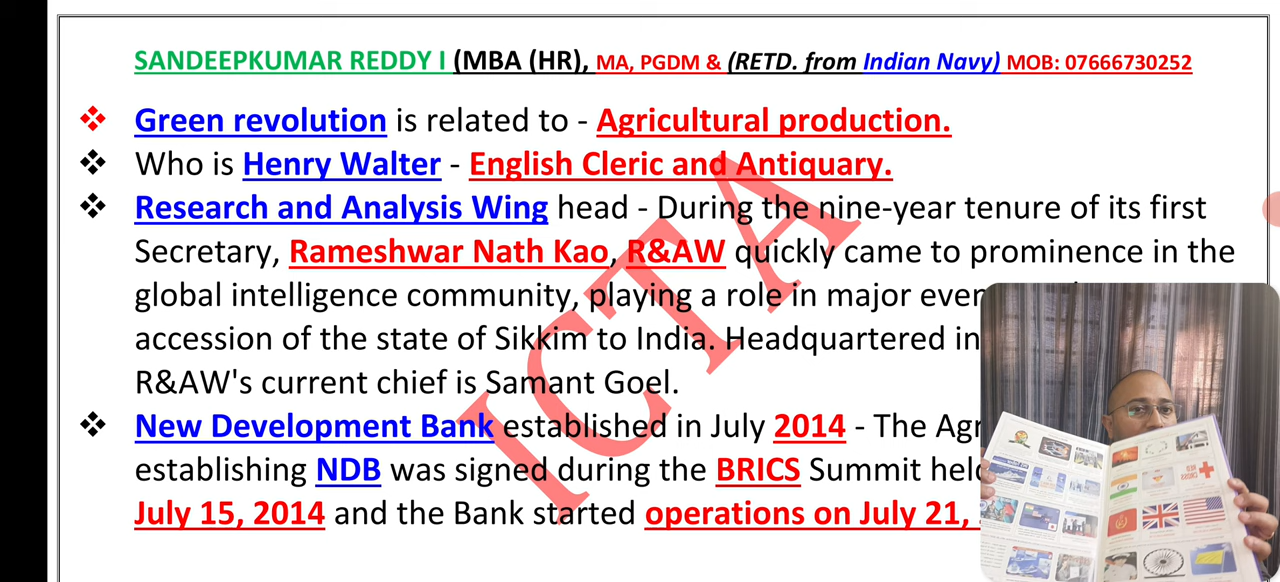 SANDEEPKUMAR REDDY I (MBA (HR), MA, PGDM & (RETD. from Indian Navy) MOB: 07666730252
❖ Green revolution is related to - Agricultural production.
❖ Who is Henry Walter - English Cleric and Antiquary.
❖ Research and Analysis Wing head - During the nine-year tenure of its first
Secretary, Rameshwar Nath Kao, R&AW quickly came to prominence in the
global intelligence community, playing a role in major
accession of the state of Sikkim to India. Headquartered in
R&AW's current chief is Samant Goel.
❖ New Development Bank established in July 2014 - The
establishing NDB was signed during the BRICS Summit
July 15, 2014 and the Bank started operations on July 21,
ICTA
RED CROSS